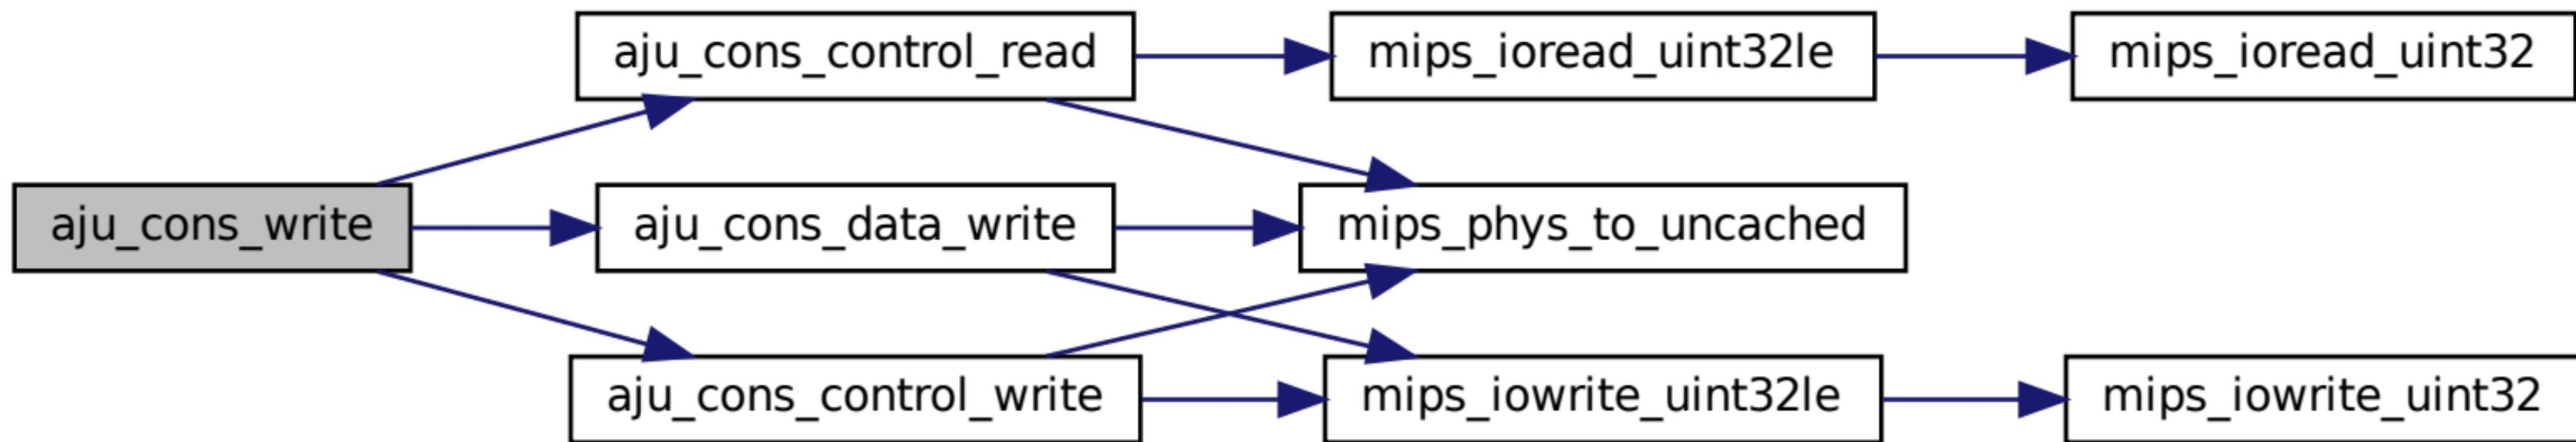 aju_cons_control_read
mips_ioread_uint32le
mips_ioread_uint32
aju_cons_write
aju_cons_data_write
mips_phys_to_uncached
aju_cons_control_write
mips_iowrite_uint32le
mips_iowrite_uint32